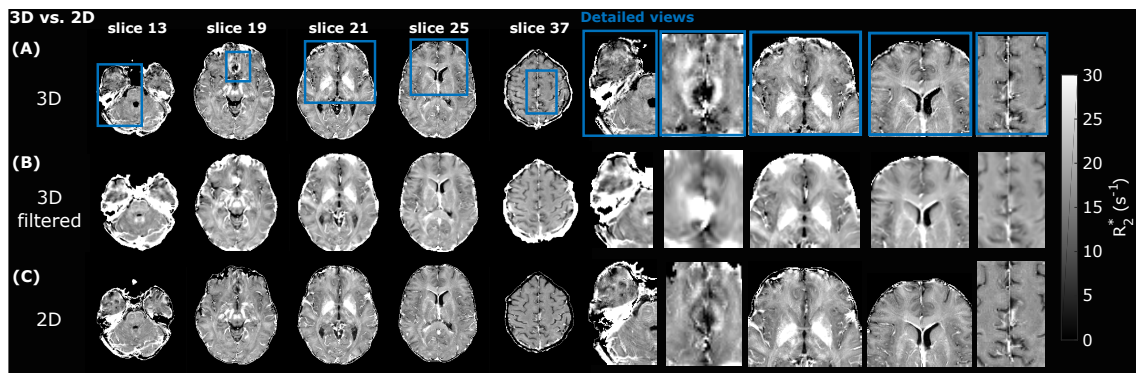 3D vs. 2D
Detailed views
slice 13 slice 19 slice 21 slice 25 slice 37
(A)
3D
(B)
3D
filtered
(C)
2D
30
25
20
15
10
5
0
R₂* (s⁻¹)